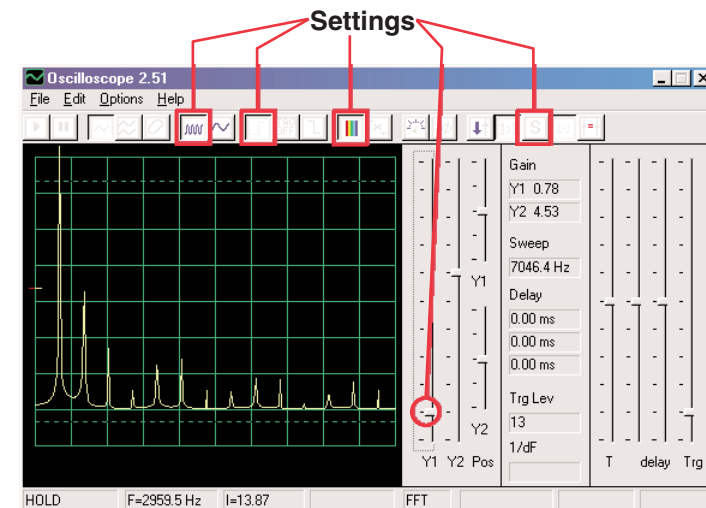 Settings
Oscilloscope 2.51
File Edit Options Help
Gain
Y1 0.78
Y2 4.53
Sweep
7046.4 Hz
Y1
Delay
0.00 ms
0.00 ms
0.00 ms
Trg Lev
13
Y2
1/dF
Y1 Y2 Pos
T delay Trg
HOLD F=2959.5 Hz I=13.87 FFT